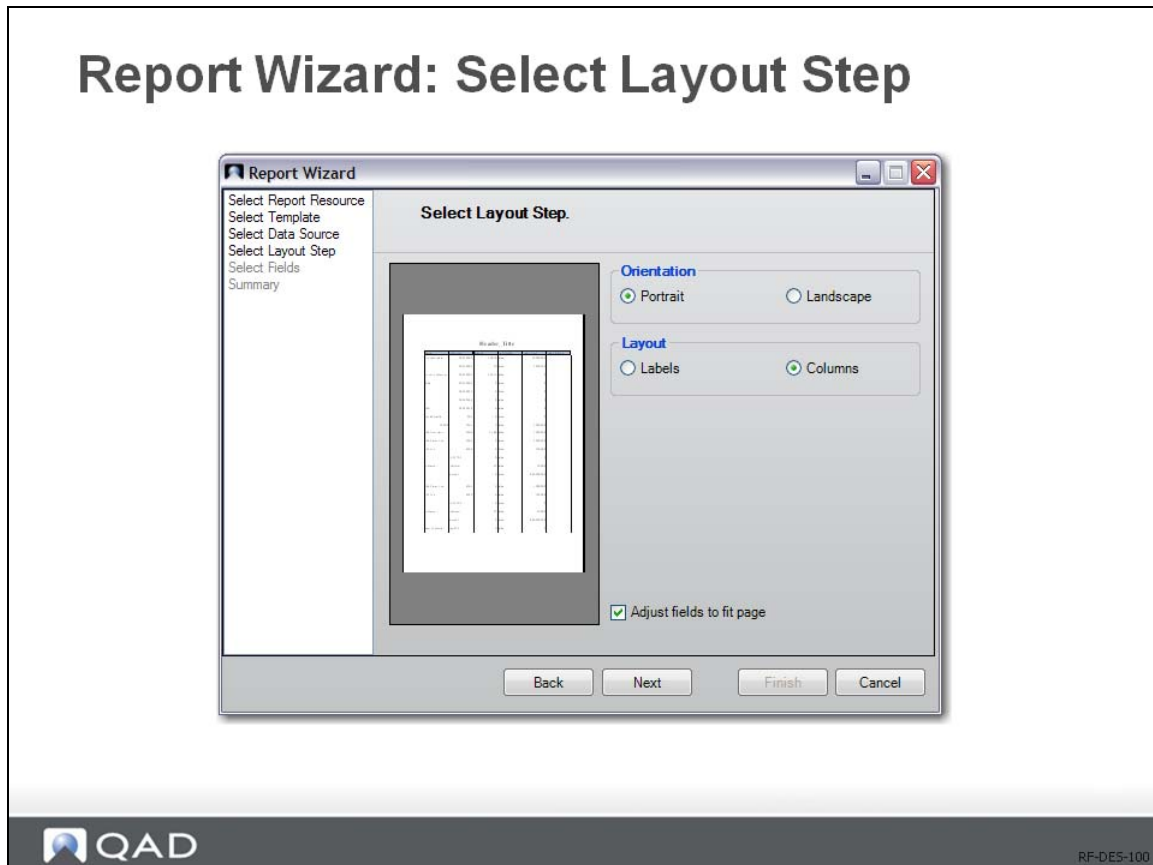 Report Wizard: Select Layout Step
Report Wizard
Select Report Resource
Select Template
Select Data Source
Select Layout Step
Select Fields
Summary
Select Layout Step.
Header, Title
Orientation
Portrait
Landscape
Layout
Labels
Columns
Adjust fields to fit page
Back
Next
Finish
Cancel
QAD
RF-DES-100